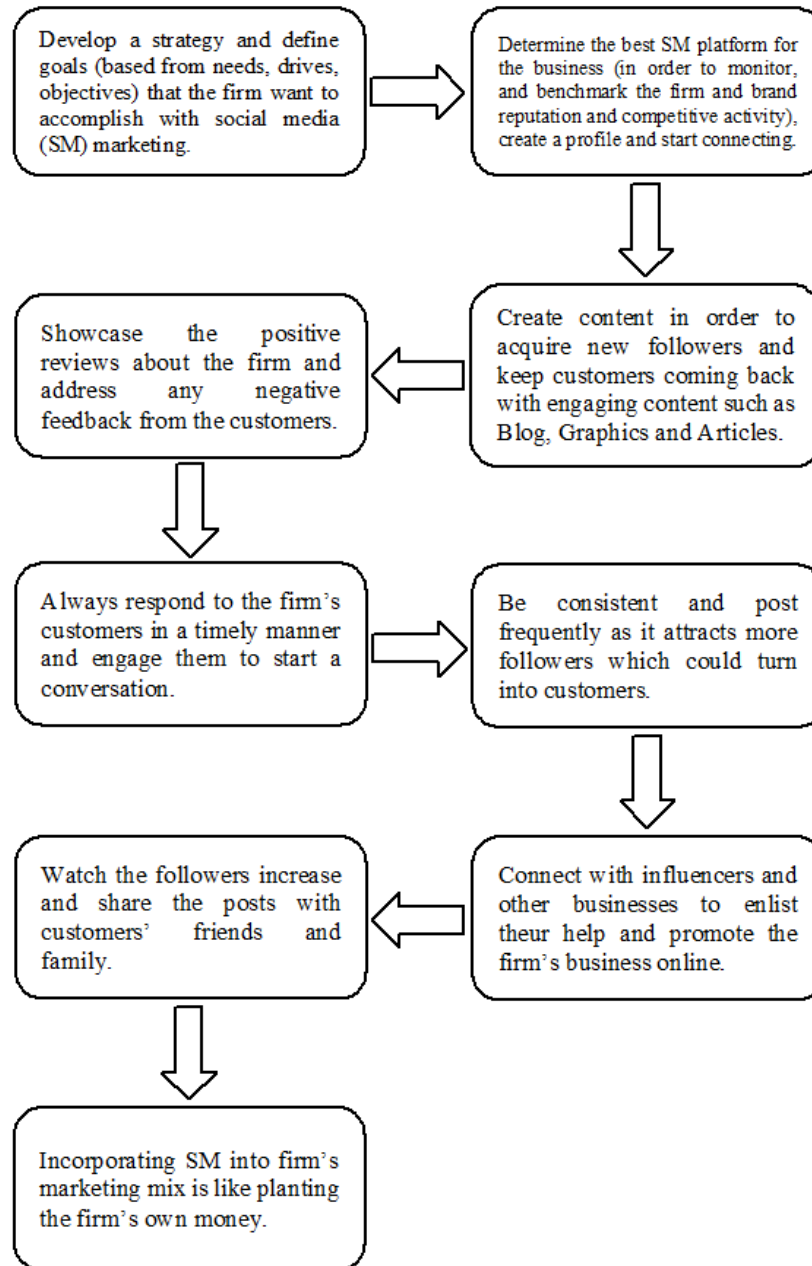 Develop a strategy and define
goals (based from needs, drives,
objectives) that the firm want to
accomplish with social media
(SM) marketing.
Determine the best SM platform for
the business (in order to monitor,
and benchmark the firm and brand
reputation and competitive activity),
create a profile and start connecting.
Create content in order to
acquire new followers and
keep customers coming back
with engaging content such as
Blog, Graphics and Articles.
Showcase the positive
reviews about the firm and
address any negative
feedback from the customers.
Always respond to the firm's
customers in a timely manner
and engage them to start a
conversation.
Be consistent and post
frequently as it attracts more
followers which could turn
into customers.
Connect with influencers and
other businesses to enlist
theur help and promote the
firm's business online.
Watch the followers increase
and share the posts with
customers' friends and
family.
Incorporating SM into firm's
marketing mix is like planting
the firm's own money.